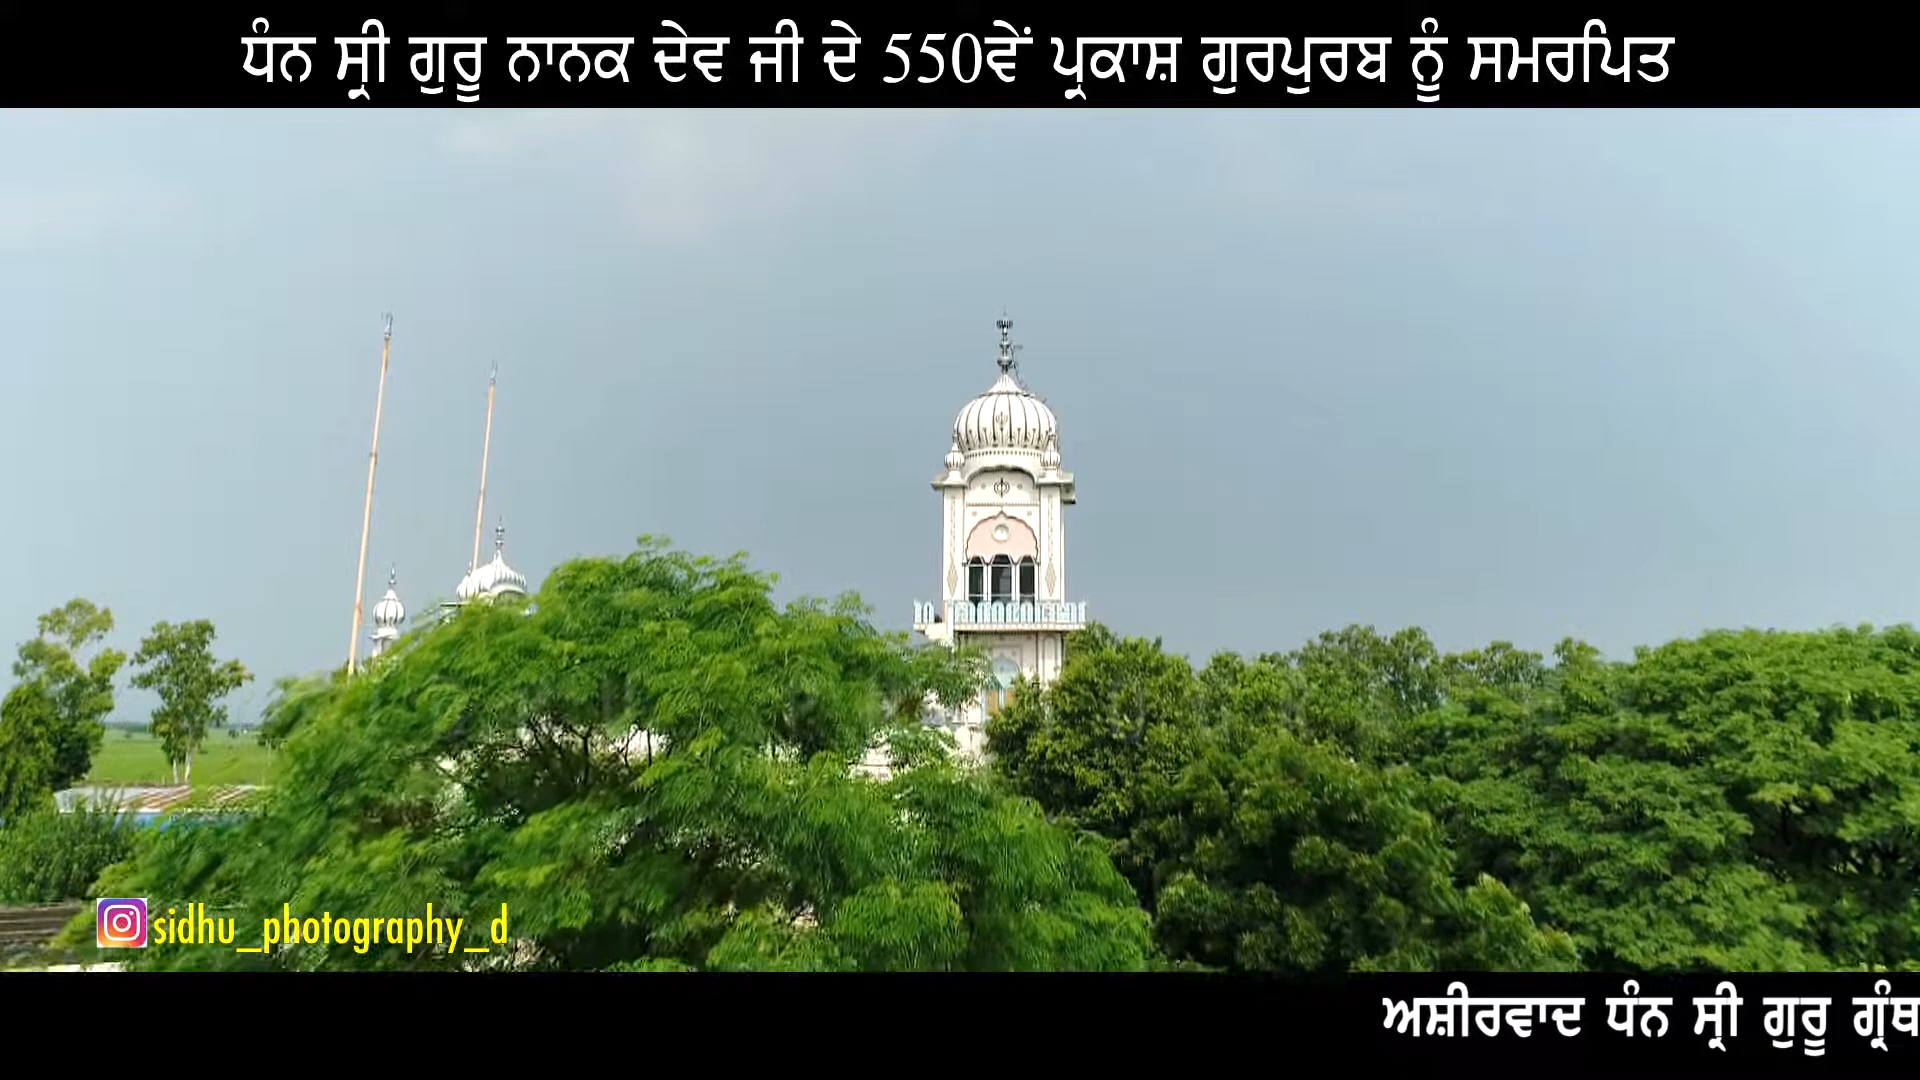 ਧੰਨ ਸ੍ਰੀ ਗੁਰੂ ਨਾਨਕ ਦੇਵ ਜੀ ਦੇ 550ਵੇਂ ਪ੍ਰਕਾਸ਼ ਗੁਰਪੁਰਬ ਨੂੰ ਸਮਰਪਿਤ
sidhu_photography_d
ਅਸ਼ੀਰਵਾਦ ਧੰਨ ਸ੍ਰੀ ਗੁਰੂ ਗ੍ਰੰਥ